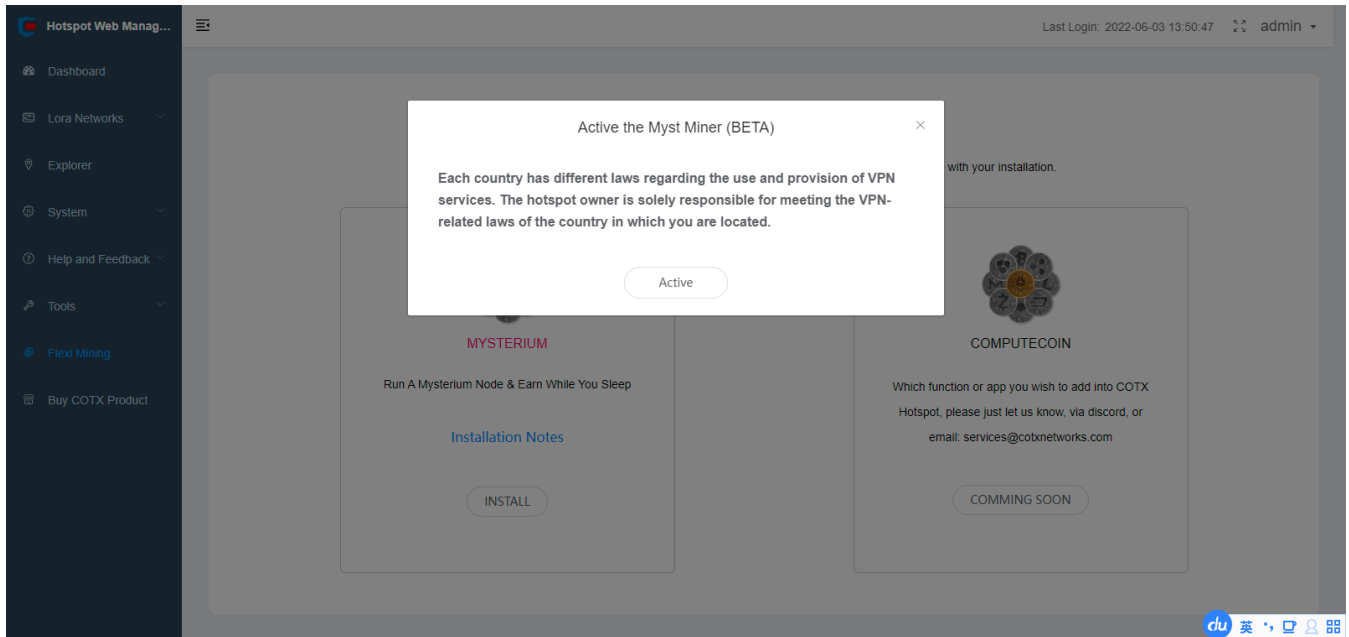 Hotspot Web Manag...
Last Login: 2022-06-03 13:50:47
admin
Dashboard
Lora Networks
Explorer
System
Help and Feedback
Tools
Flexi Mining
Buy COTX Product
Active the Myst Miner (BETA)
Each country has different laws regarding the use and provision of VPN
services. The hotspot owner is solely responsible for meeting the VPN-
related laws of the country in which you are located.
Active
with your installation.
MYSTERIUM
Run A Mysterium Node & Earn While You Sleep
Installation Notes
INSTALL
COMPUTECOIN
Which function or app you wish to add into COTX
Hotspot, please just let us know, via discord, or
email: services@cotxnetworks.com
COMMING SOON
du 英